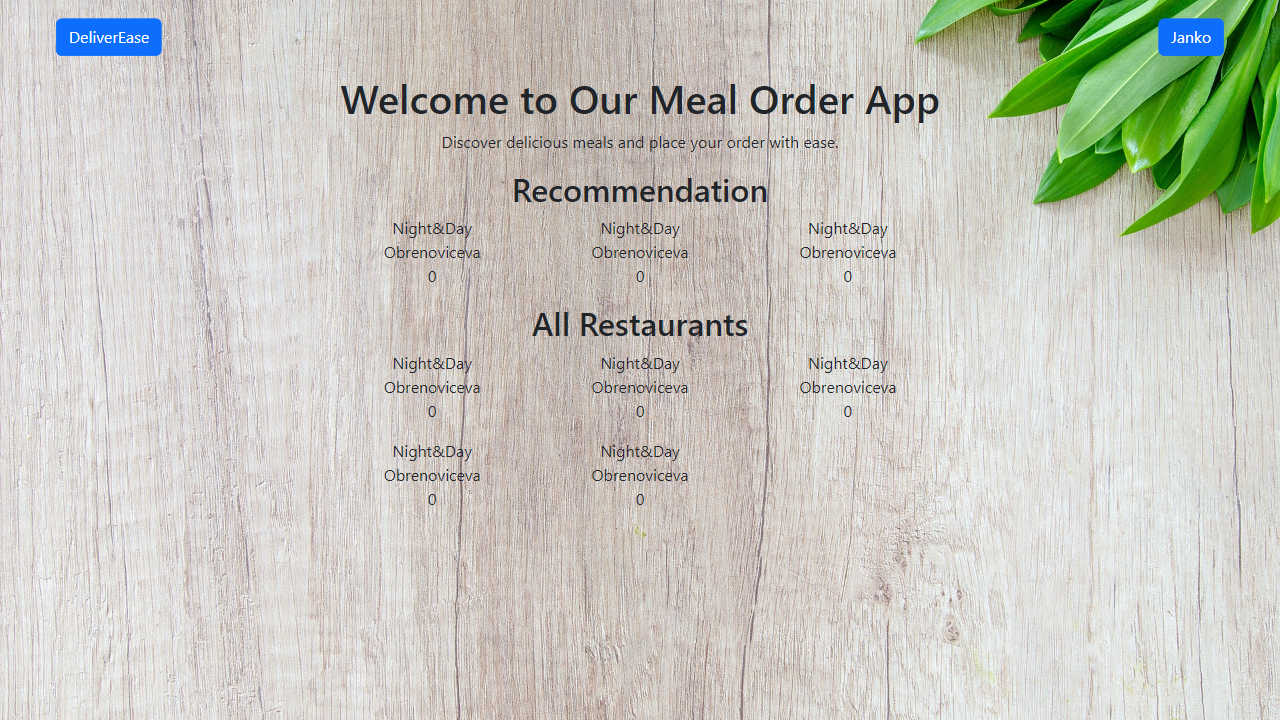 DeliverEase
Janko
Welcome to Our Meal Order App
Discover delicious meals and place your order with ease.
Recommendation
Night&Day Night&Day Night&Day
Obrenoviceva Obrenoviceva Obrenoviceva
0 0 0
All Restaurants
Night&Day Night&Day Night&Day
Obrenoviceva Obrenoviceva Obrenoviceva
0 0 0
Night&Day Night&Day
Obrenoviceva Obrenoviceva
0 0